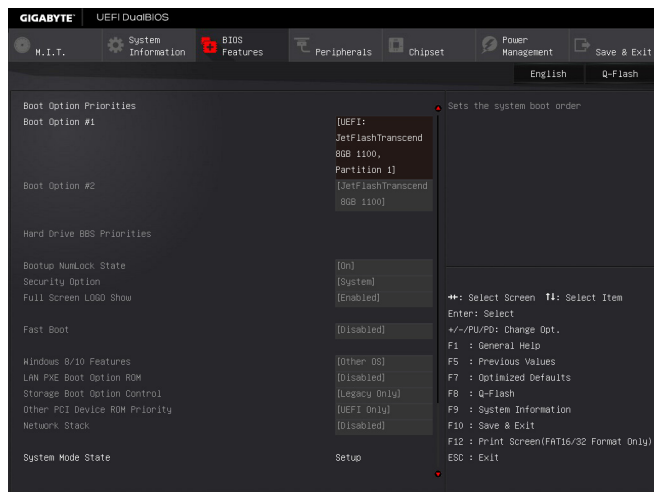 GIGABYTE™ UEFI DualBIOS
M.I.T. System Information BIOS Features Peripherals Chipset Power Management Save & Exit
English Q-Flash
Boot Option Priorities
Boot Option #1 [UEFI: JetFlashTranscend 8GB 1100, Partition 1]
Boot Option #2 [JetFlashTranscend 8GB 1100]
Hard Drive BBS Priorities
Bootup NumLock State [On]
Security Option [System]
Full Screen LOGO Show [Enabled]
Fast Boot [Disabled]
Windows 8/10 Features [Other OS]
LAN PXE Boot Option ROM [Disabled]
Storage Boot Option Control [Legacy Only]
Other PCI Device ROM Priority [UEFI Only]
Network Stack [Disabled]
System Mode State Setup
Sets the system boot order
→←: Select Screen ↑↓: Select Item
Enter: Select
+/-/PU/PD: Change Opt.
F1 : General Help
F5 : Previous Values
F7 : Optimized Defaults
F8 : Q-Flash
F9 : System Information
F10 : Save & Exit
F12 : Print Screen(FAT16/32 Format Only)
ESC : Exit